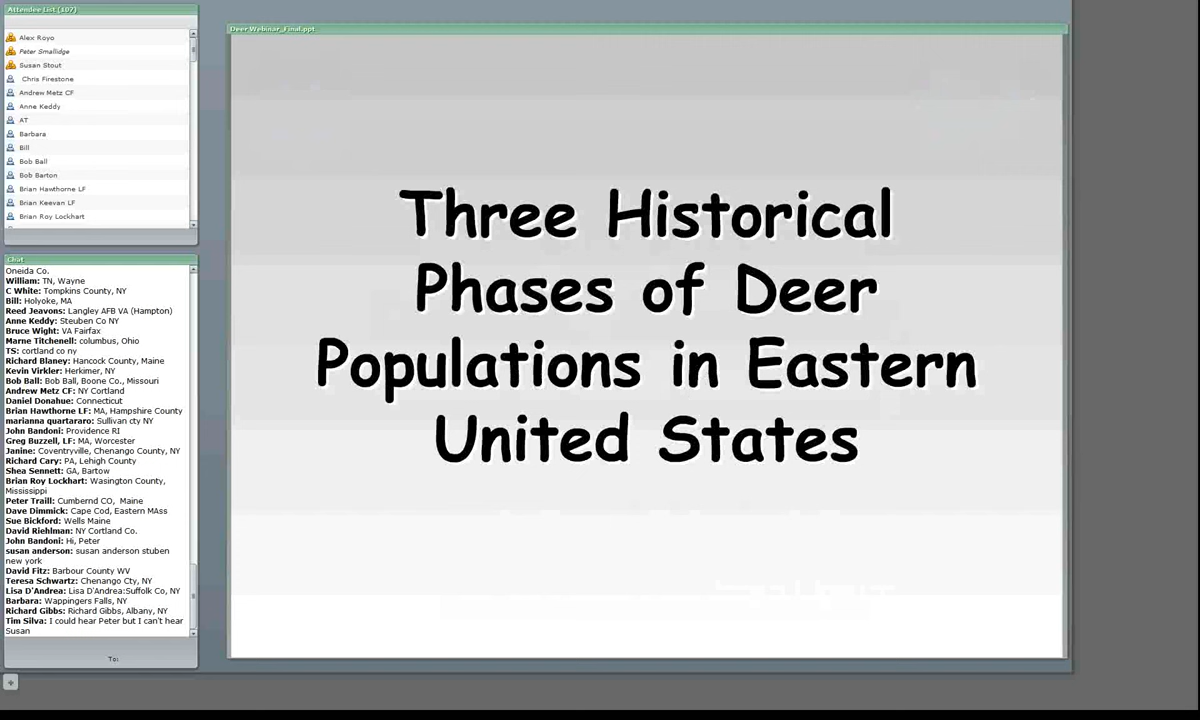 Attendee List (107)
Alex Royo
Peter Smallidge
Susan Stout
Chris Firestone
Andrew Metz CF
Anne Keddy
AT
Barbara
Bill
Bob Ball
Bob Barton
Brian Hawthorne LF
Brian Keevan LF
Brian Roy Lockhart
Chat
Oneida Co.
William: TN, Wayne
C White: Tompkins County, NY
Bill: Holyoke, MA
Reed Jeavons: Langley AFB VA (Hampton)
Anne Keddy: Steuben Co NY
Bruce Wight: VA Fairfax
Marne Titchenell: columbus, Ohio
TS: cortland co ny
Richard Blaney: Hancock County, Maine
Kevin Virkler: Herkimer, NY
Bob Ball: Bob Ball, Boone Co., Missouri
Andrew Metz CF: NY Cortland
Daniel Donahue: Connecticut
Brian Hawthorne LF: MA, Hampshire County
marianna quartararo: Sullivan cty NY
John Bandoni: Providence RI
Greg Buzzell, LF: MA, Worcester
Janine: Coventryville, Chenango County, NY
Richard Cary: PA, Lehigh County
Shea Sennett: GA, Bartow
Brian Roy Lockhart: Wasington County,
Mississippi
Peter Traill: Cumbernd CO, Maine
Dave Dimmick: Cape Cod, Eastern MAss
Sue Bickford: Wells Maine
David Riehlman: NY Cortland Co.
John Bandoni: Hi, Peter
susan anderson: susan anderson stuben
new york
David Fitz: Barbour County WV
Teresa Schwartz: Chenango Cty, NY
Lisa D'Andrea: Lisa D'Andrea:Suffolk Co, NY
Barbara: Wappingers Falls, NY
Richard Gibbs: Richard Gibbs, Albany, NY
Tim Silva: I could hear Peter but I can't hear
Susan
To:
Deer Webinar_Final.ppt
Three Historical
Phases of Deer
Populations in Eastern
United States